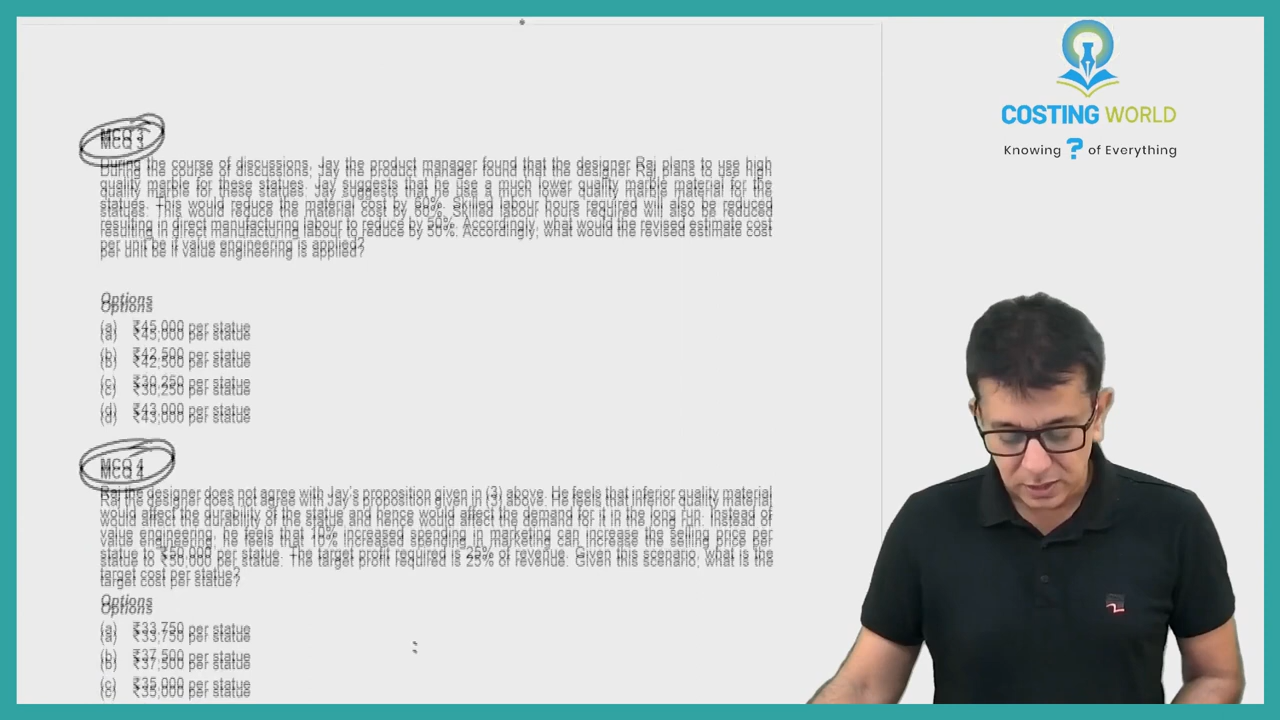 COSTING WORLD
Knowing ? of Everything
MCQ 3
During the course of discussions, Jay the product manager found that the designer Raj plans to use high
quality marble for these statues. Jay suggests that he use a much lower quality marble material for the
statues. This would reduce the material cost by 60%. Skilled labour hours required will also be reduced
resulting in direct manufacturing labour to reduce by 50%. Accordingly, what would the revised estimate cost
per unit be if value engineering is applied?
Options
(a) ₹45,000 per statue
(b) ₹42,500 per statue
(c) ₹30,250 per statue
(d) ₹43,000 per statue
MCQ 4
Raj the designer does not agree with Jay's proposition given in (3) above. He feels that inferior quality material
would affect the durability of the statue and hence would affect the demand for it in the long run. Instead of
value engineering, he feels that 10% increased spending in marketing can increase the selling price per
statue to ₹50,000 per statue. The target profit required is 25% of revenue. Given this scenario, what is the
target cost per statue?
Options
(a) ₹33,750 per statue
(b) ₹37,500 per statue
(c) ₹35,000 per statue